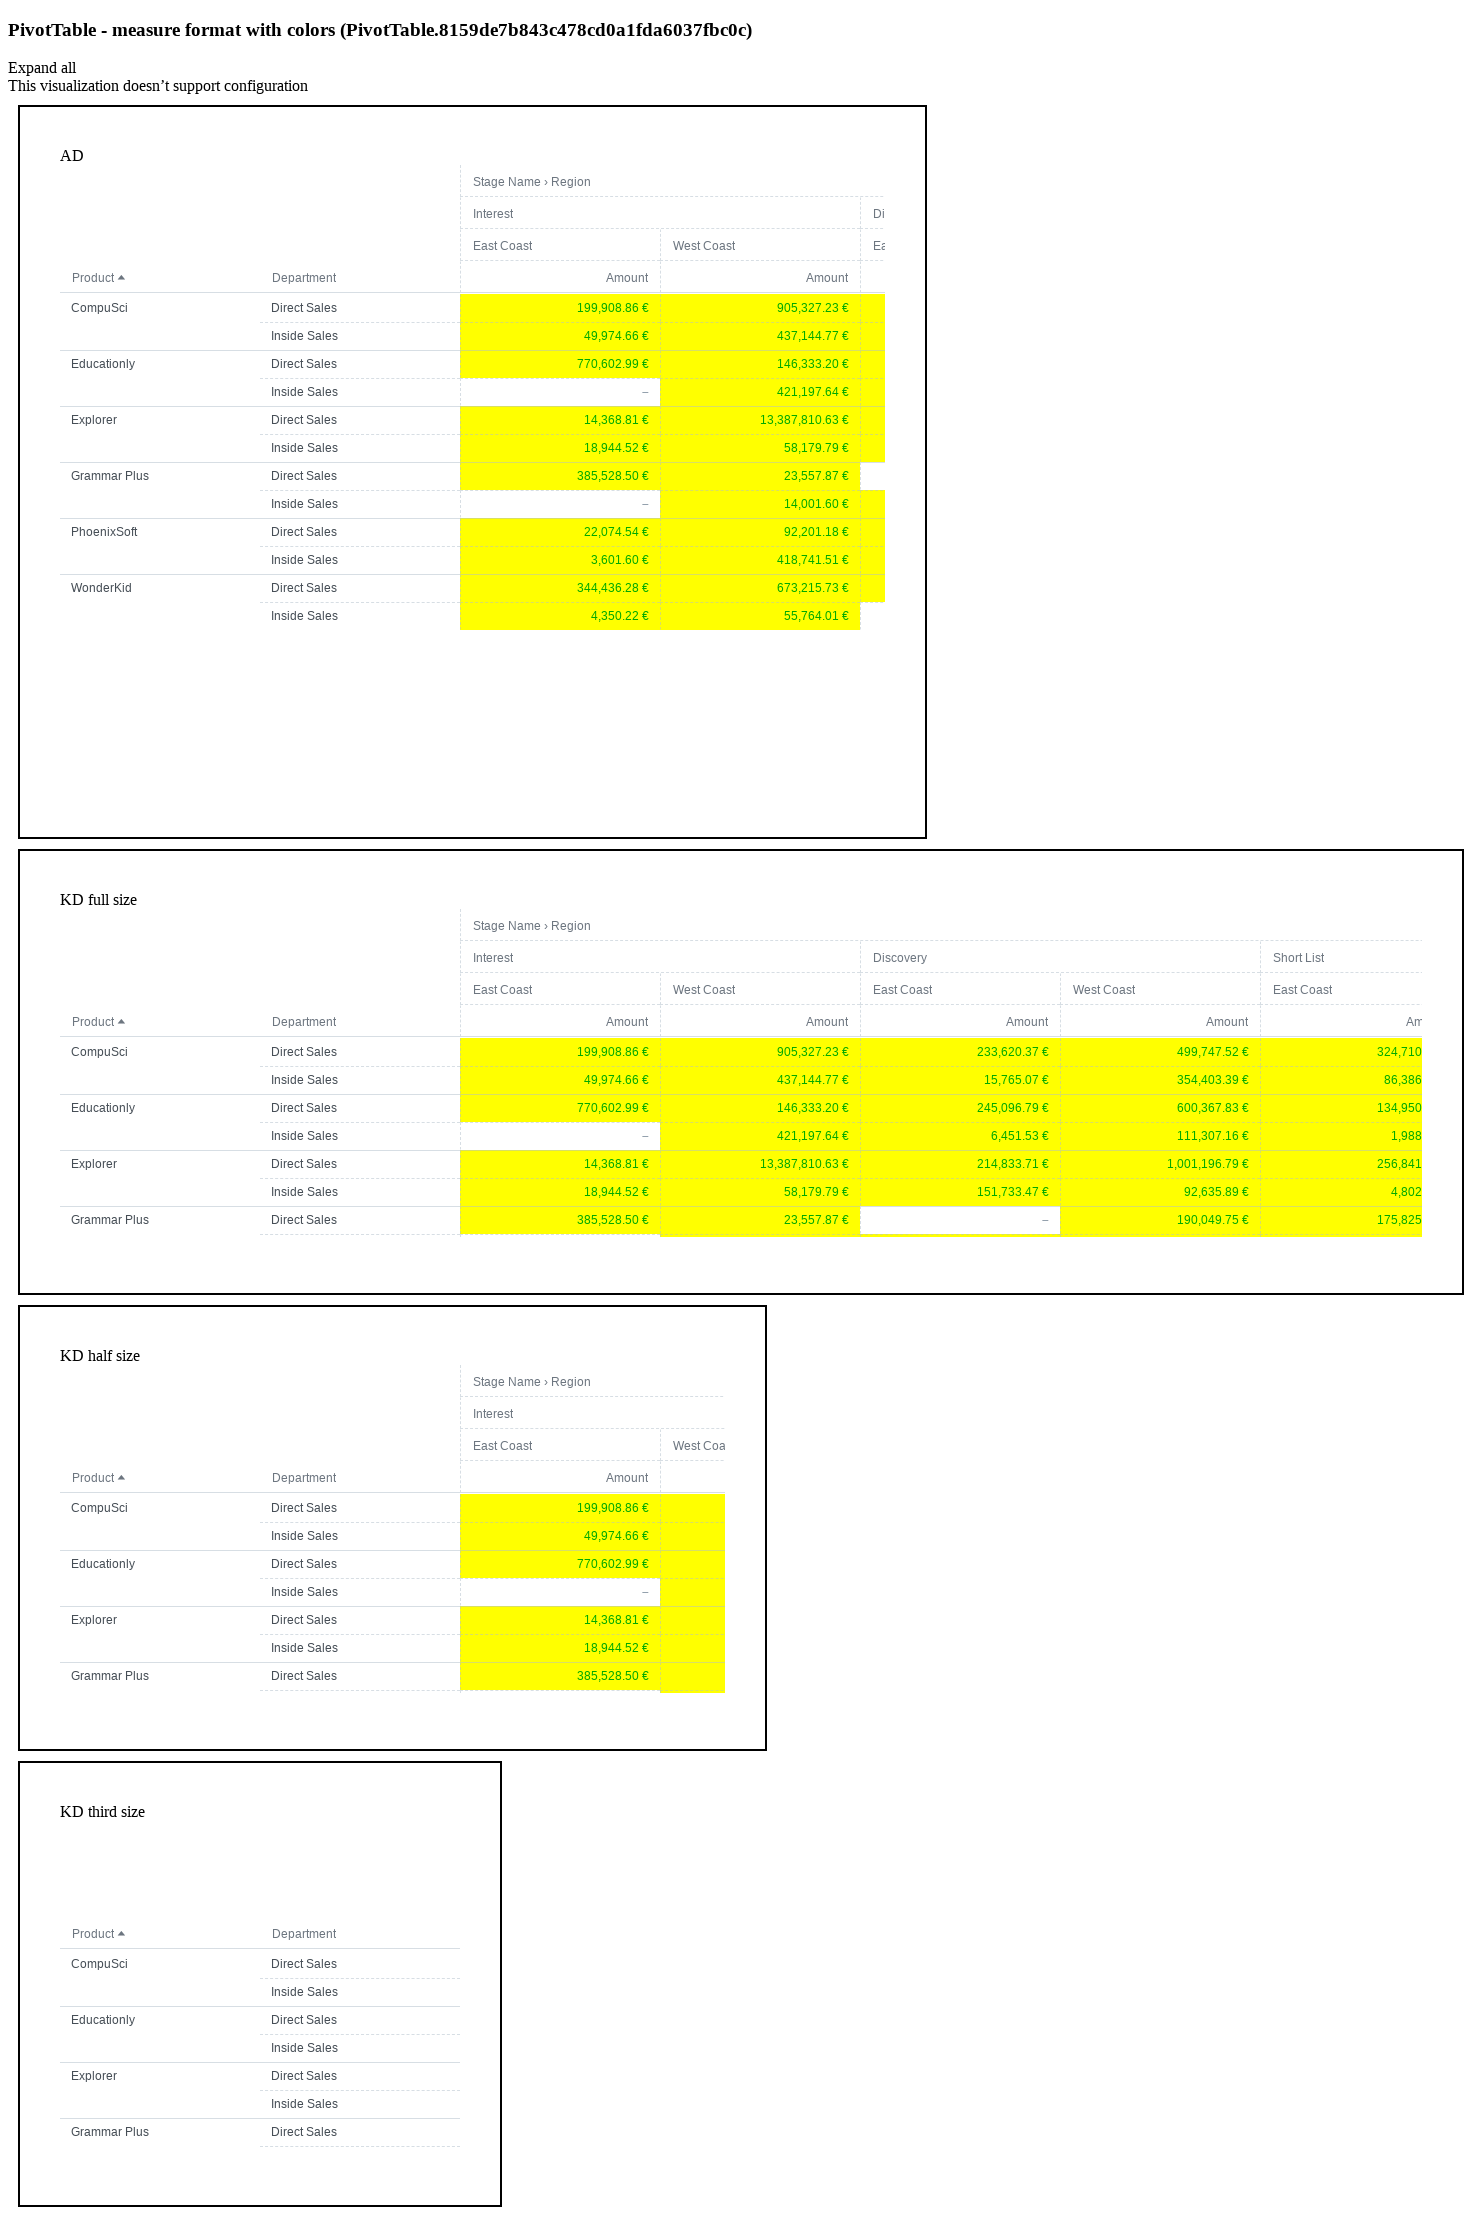 PivotTable - measure format with colors (PivotTable.8159de7b843c478cd0a1fda6037fbc0c)
Expand all
This visualization doesn’t support configuration
AD
Stage Name › Region
Interest Di
East Coast West Coast Ea
Product Department Amount Amount
CompuSci Direct Sales 199,908.86 € 905,327.23 €
Inside Sales 49,974.66 € 437,144.77 €
Educationly Direct Sales 770,602.99 € 146,333.20 €
Inside Sales – 421,197.64 €
Explorer Direct Sales 14,368.81 € 13,387,810.63 €
Inside Sales 18,944.52 € 58,179.79 €
Grammar Plus Direct Sales 385,528.50 € 23,557.87 €
Inside Sales – 14,001.60 €
PhoenixSoft Direct Sales 22,074.54 € 92,201.18 €
Inside Sales 3,601.60 € 418,741.51 €
WonderKid Direct Sales 344,436.28 € 673,215.73 €
Inside Sales 4,350.22 € 55,764.01 €
KD full size
Stage Name › Region
Interest Discovery Short List
East Coast West Coast East Coast West Coast East Coast
Product Department Amount Amount Amount Amount Am
CompuSci Direct Sales 199,908.86 € 905,327.23 € 233,620.37 € 499,747.52 € 324,710
Inside Sales 49,974.66 € 437,144.77 € 15,765.07 € 354,403.39 € 86,386
Educationly Direct Sales 770,602.99 € 146,333.20 € 245,096.79 € 600,367.83 € 134,950
Inside Sales – 421,197.64 € 6,451.53 € 111,307.16 € 1,988
Explorer Direct Sales 14,368.81 € 13,387,810.63 € 214,833.71 € 1,001,196.79 € 256,841
Inside Sales 18,944.52 € 58,179.79 € 151,733.47 € 92,635.89 € 4,802
Grammar Plus Direct Sales 385,528.50 € 23,557.87 € – 190,049.75 € 175,825
KD half size
Stage Name › Region
Interest
East Coast West Coa
Product Department Amount
CompuSci Direct Sales 199,908.86 €
Inside Sales 49,974.66 €
Educationly Direct Sales 770,602.99 €
Inside Sales –
Explorer Direct Sales 14,368.81 €
Inside Sales 18,944.52 €
Grammar Plus Direct Sales 385,528.50 €
KD third size
Product Department
CompuSci Direct Sales
Inside Sales
Educationly Direct Sales
Inside Sales
Explorer Direct Sales
Inside Sales
Grammar Plus Direct Sales